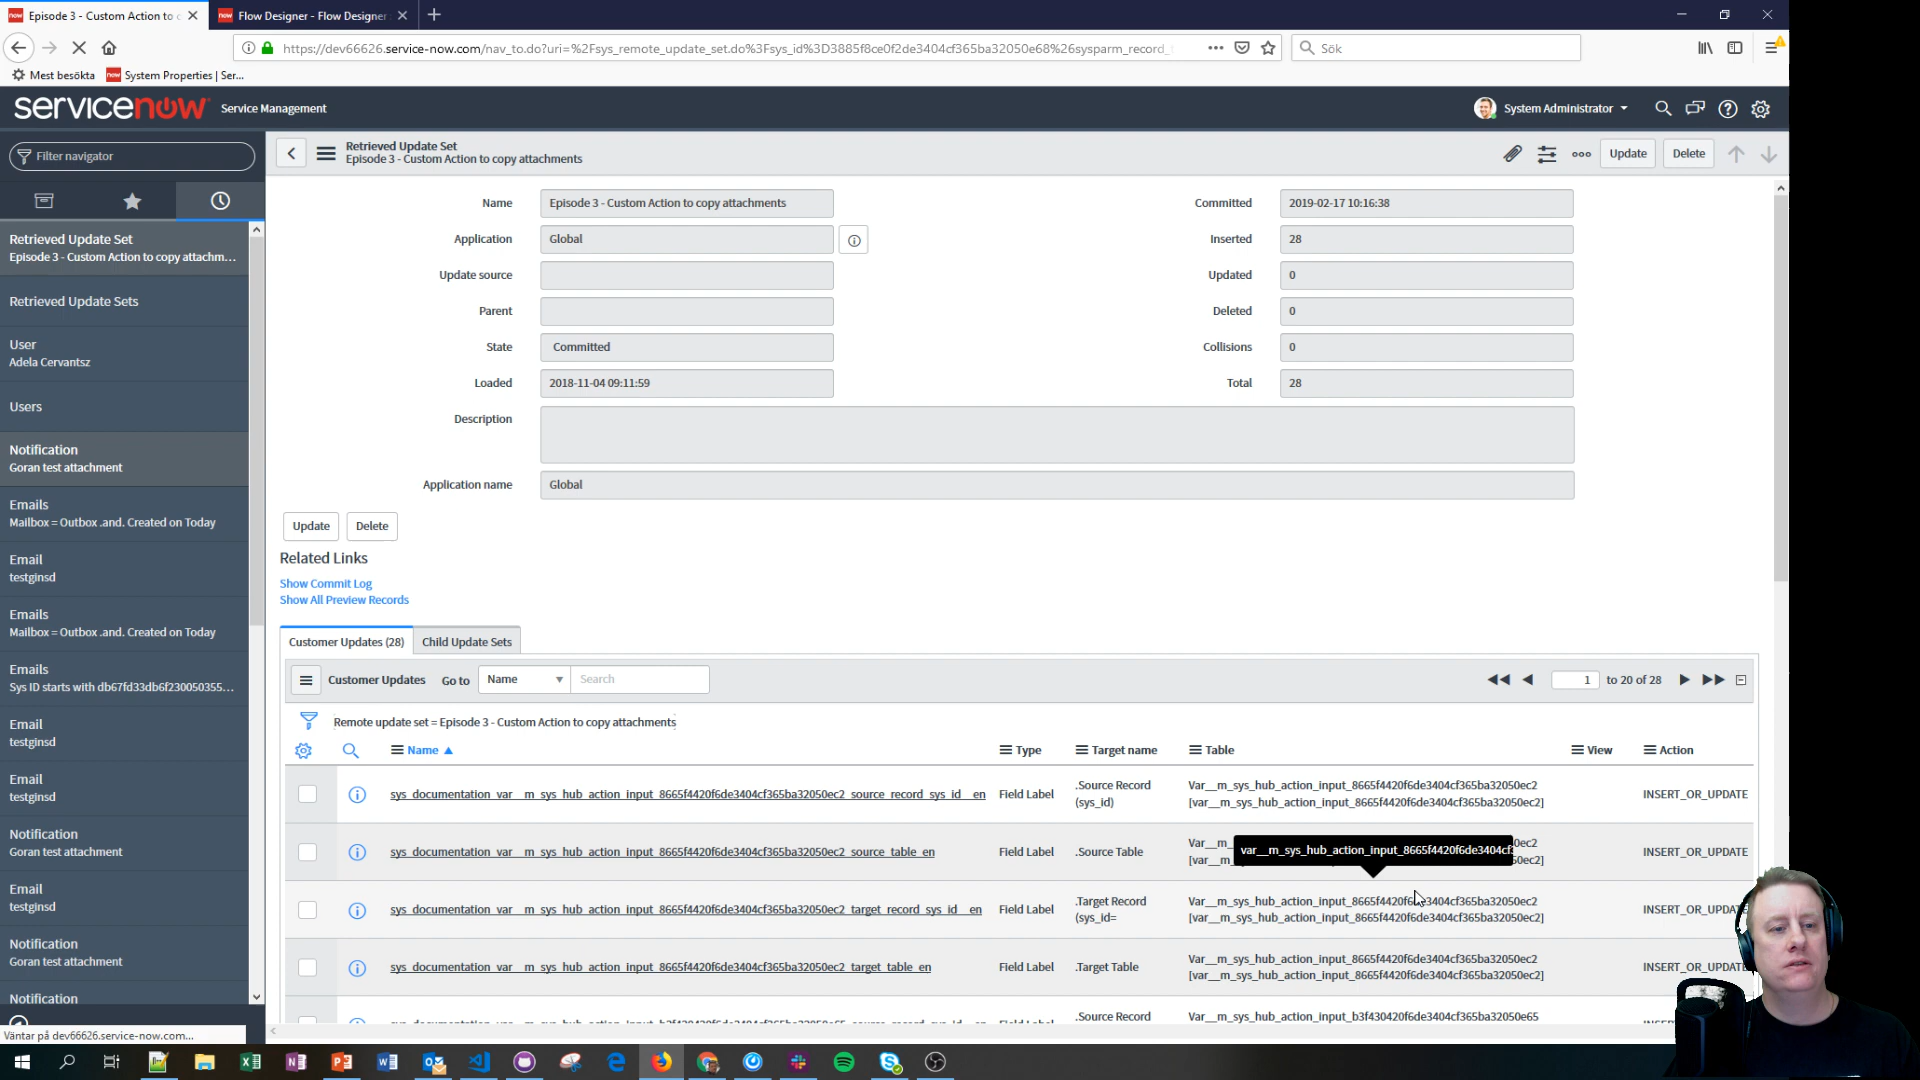 Episode 3 - Custom Action to c
Flow Designer - Flow Designer
https://dev66626.service-now.com/nav_to.do?uri=%2Fsys_remote_update_set.do%3Fsys_id%3D3885f8ce0f2de3404cf365ba32050e68%26sysparm_record_
Sök
Mest besökta
System Properties | Ser...
servicenow Service Management
System Administrator
Filter navigator
Retrieved Update Set
Episode 3 - Custom Action to copy attachments
Update
Delete
Retrieved Update Set
Episode 3 - Custom Action to copy attachm...
Retrieved Update Sets
User
Adela Cervantsz
Users
Notification
Goran test attachment
Emails
Mailbox = Outbox .and. Created on Today
Email
testginsd
Emails
Mailbox = Outbox .and. Created on Today
Emails
Sys ID starts with db67fd33db6f230050355...
Email
testginsd
Email
testginsd
Notification
Goran test attachment
Email
testginsd
Notification
Goran test attachment
Notification
Väntar på dev66626.service-now.com...
Name Episode 3 - Custom Action to copy attachments
Committed 2019-02-17 10:16:38
Application Global
Inserted 28
Update source
Updated 0
Parent
Deleted 0
State Committed
Collisions 0
Loaded 2018-11-04 09:11:59
Total 28
Description
Application name Global
Update Delete
Related Links
Show Commit Log
Show All Preview Records
Customer Updates (28) Child Update Sets
Customer Updates Go to Name Search
1 to 20 of 28
Remote update set = Episode 3 - Custom Action to copy attachments
Name Type Target name Table View Action
sys_documentation_var__m_sys_hub_action_input_8665f4420f6de3404cf365ba32050ec2_source_record_sys_id__en Field Label .Source Record (sys_id) Var__m_sys_hub_action_input_8665f4420f6de3404cf365ba32050ec2 INSERT_OR_UPDATE
[var__m_sys_hub_action_input_8665f4420f6de3404cf365ba32050ec2]
sys_documentation_var__m_sys_hub_action_input_8665f4420f6de3404cf365ba32050ec2_source_table_en Field Label .Source Table Var__m_ ec2 INSERT_OR_UPDATE
[var__m_s ec2]
var__m_sys_hub_action_input_8665f4420f6de3404cf3
sys_documentation_var__m_sys_hub_action_input_8665f4420f6de3404cf365ba32050ec2_target_record_sys_id__en Field Label .Target Record (sys_id= Var__m_sys_hub_action_input_8665f4420f6de3404cf365ba32050ec2 INSERT_OR_UPDA
[var__m_sys_hub_action_input_8665f4420f6de3404cf365ba32050ec2]
sys_documentation_var__m_sys_hub_action_input_8665f4420f6de3404cf365ba32050ec2_target_table_en Field Label .Target Table Var__m_sys_hub_action_input_8665f4420f6de3404cf365ba32050ec2 INSERT_OR_UPDATE
[var__m_sys_hub_action_input_8665f4420f6de3404cf365ba32050ec2]
.Source Record Var__m_sys_hub_action_input_b3f430420f6de3404cf365ba32050e65